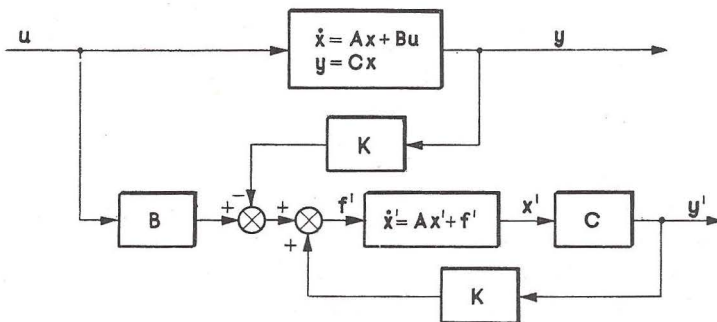 u
ẋ = Ax + Bu
y = Cx
y
K
B
+
−
+
+
f'
ẋ' = Ax' + f'
x'
C
y'
K